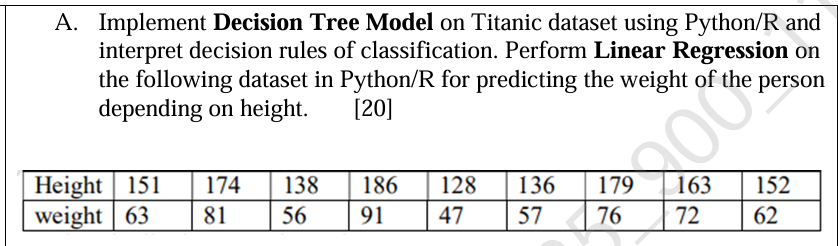 A. Implement Decision Tree Model on Titanic dataset using Python/R and
interpret decision rules of classification. Perform Linear Regression on
the following dataset in Python/R for predicting the weight of the person
depending on height. [20]
Height 151 174 138 186 128 136 179 163 152
weight 63 81 56 91 47 57 76 72 62